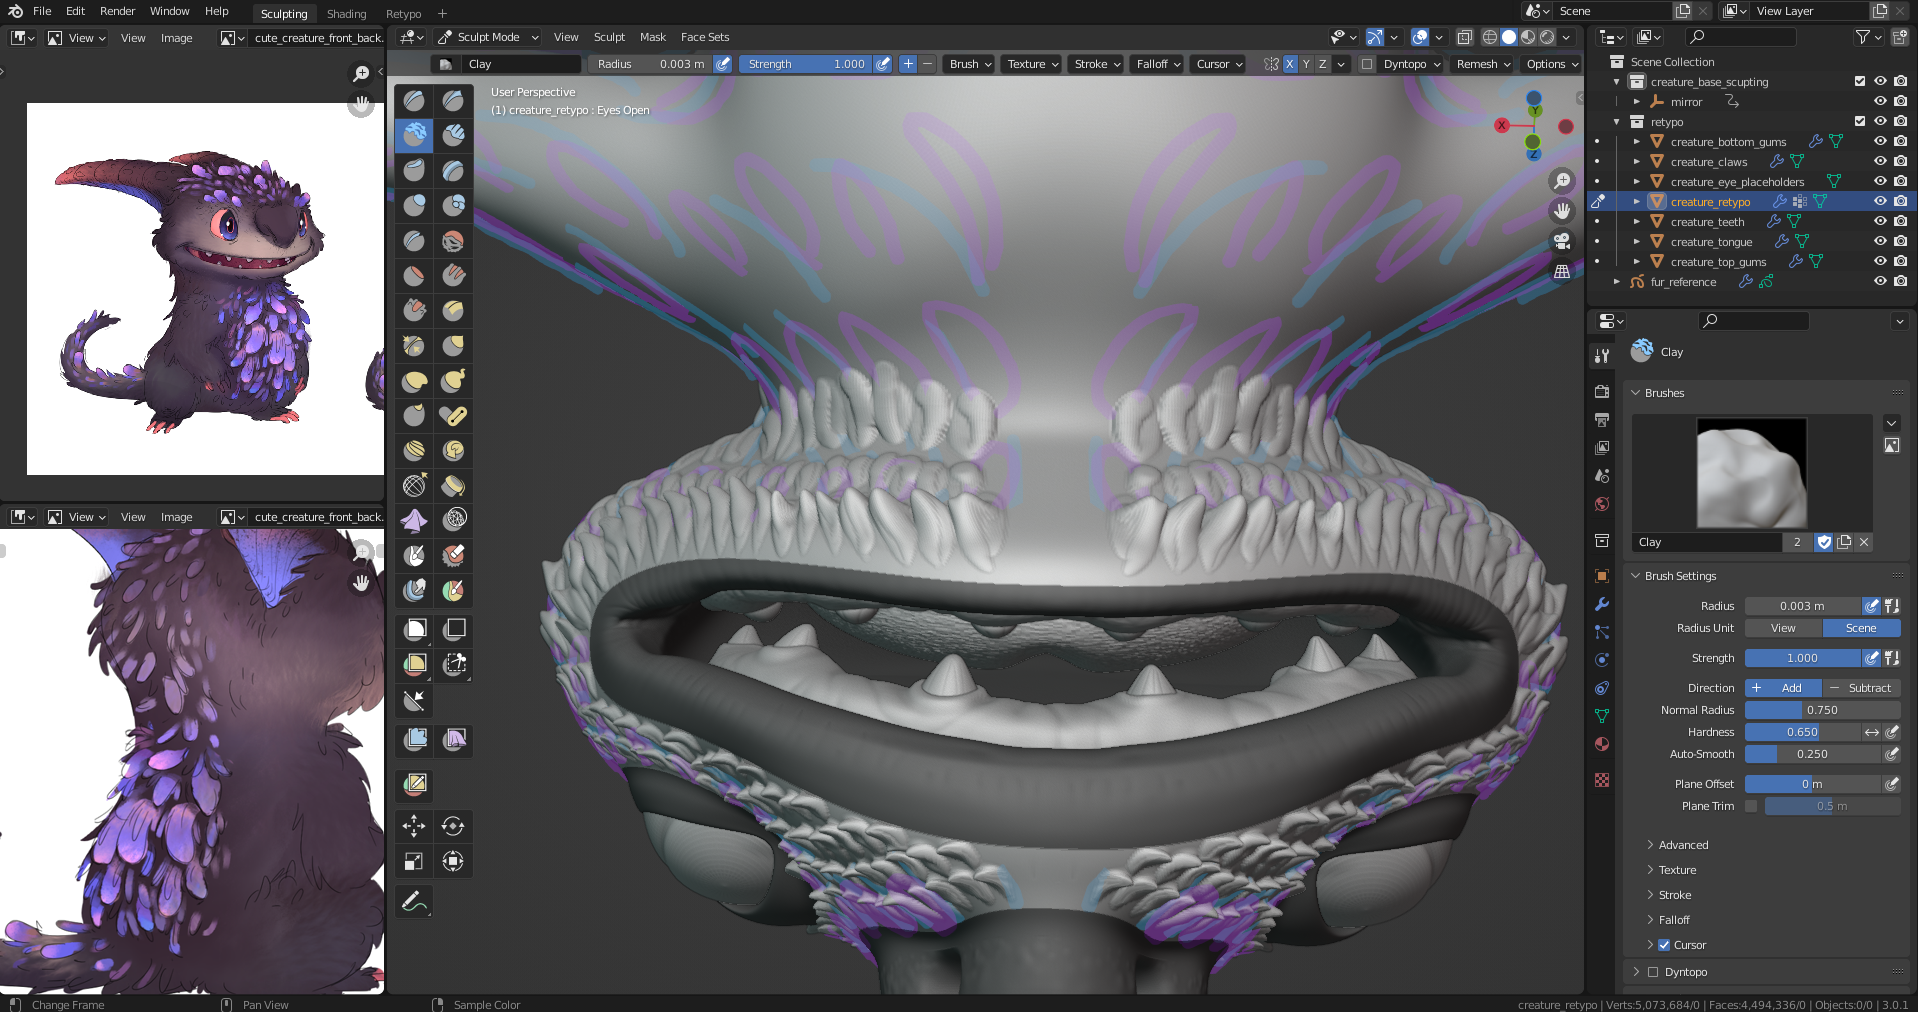 File Edit Render Window Help Sculpting Shading Retypo + Scene View Layer
View View Image cute_creature_front_back. Sculpt Mode View Sculpt Mask Face Sets
Clay Radius 0.003 m Strength 1.000 Brush Texture Stroke Falloff Cursor X Y Z Dyntopo Remesh Options
User Perspective
(1) creature_retypo : Eyes Open
X
Y
Z
Scene Collection
creature_base_scupting
mirror
retypo
creature_bottom_gums
creature_claws
creature_eye_placeholders
creature_retypo
creature_teeth
creature_tongue
creature_top_gums
fur_reference
Clay
Brushes
Clay 2
View View Image cute_creature_front_back.
Brush Settings
Radius 0.003 m
Radius Unit View Scene
Strength 1.000
Direction + Add − Subtract
Normal Radius 0.750
Hardness 0.650
Auto-Smooth 0.250
Plane Offset 0 m
Plane Trim 0.5 m
Advanced
Texture
Stroke
Falloff
Cursor
Dyntopo
Change Frame Pan View Sample Color creature_retypo | Verts:5,073,684/0 | Faces:4,494,336/0 | Objects:0/0 | 3.0.1